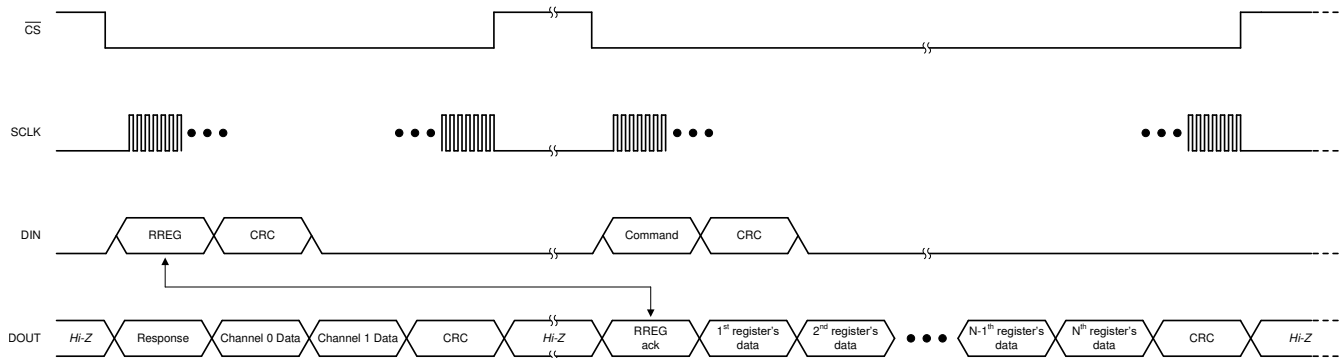 CS
SCLK
DIN
RREG
CRC
Command
CRC
DOUT
Hi-Z
Response
Channel 0 Data
Channel 1 Data
CRC
Hi-Z
RREG
ack
1st register's
data
2nd register's
data
N-1th register's
data
Nth register's
data
CRC
Hi-Z